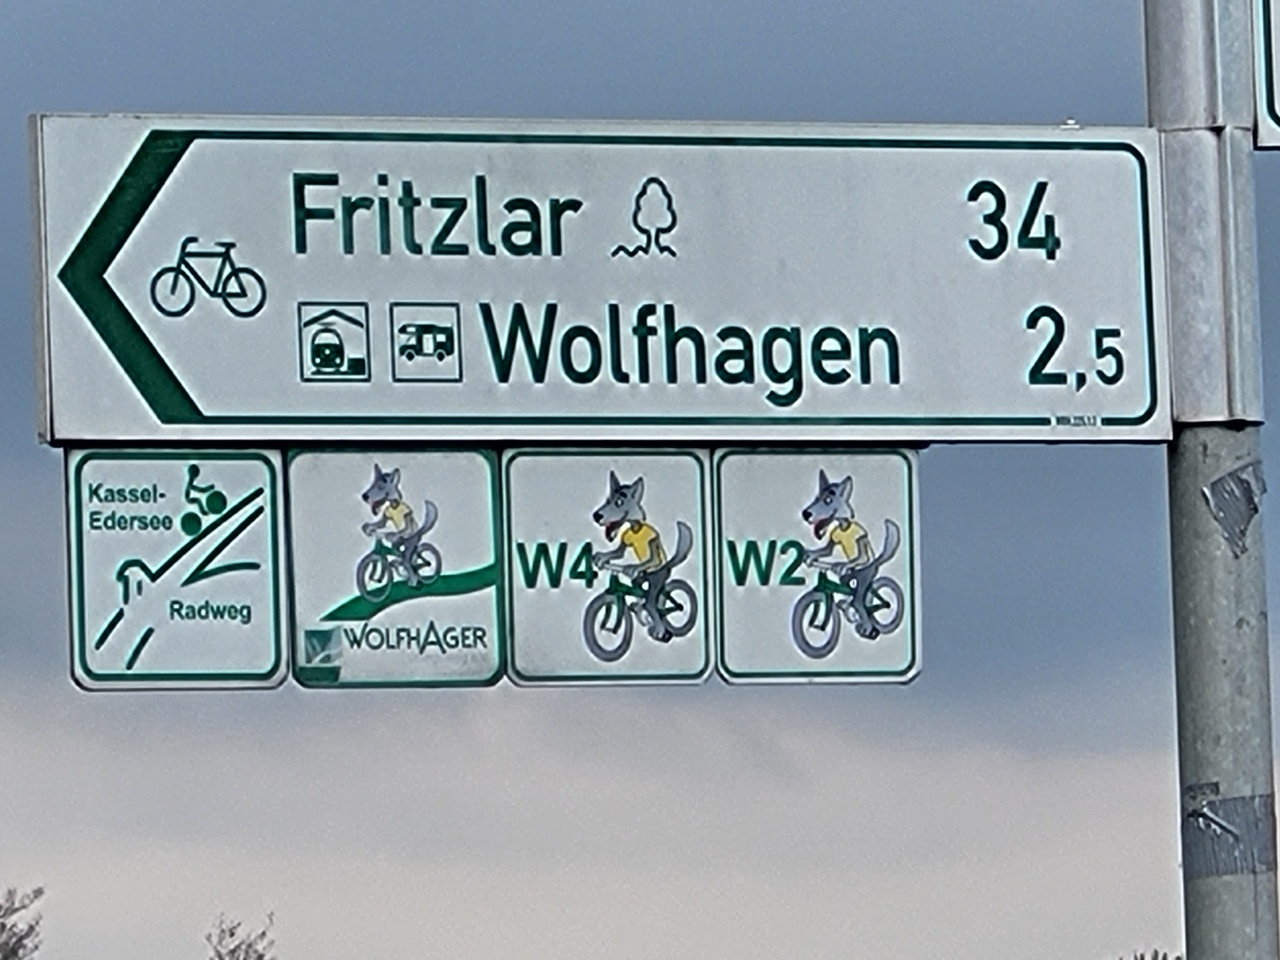 Fritzlar 34
Wolfhagen 2,5
Kassel-
Edersee
Radweg
WOLFHAGER
W4
W2